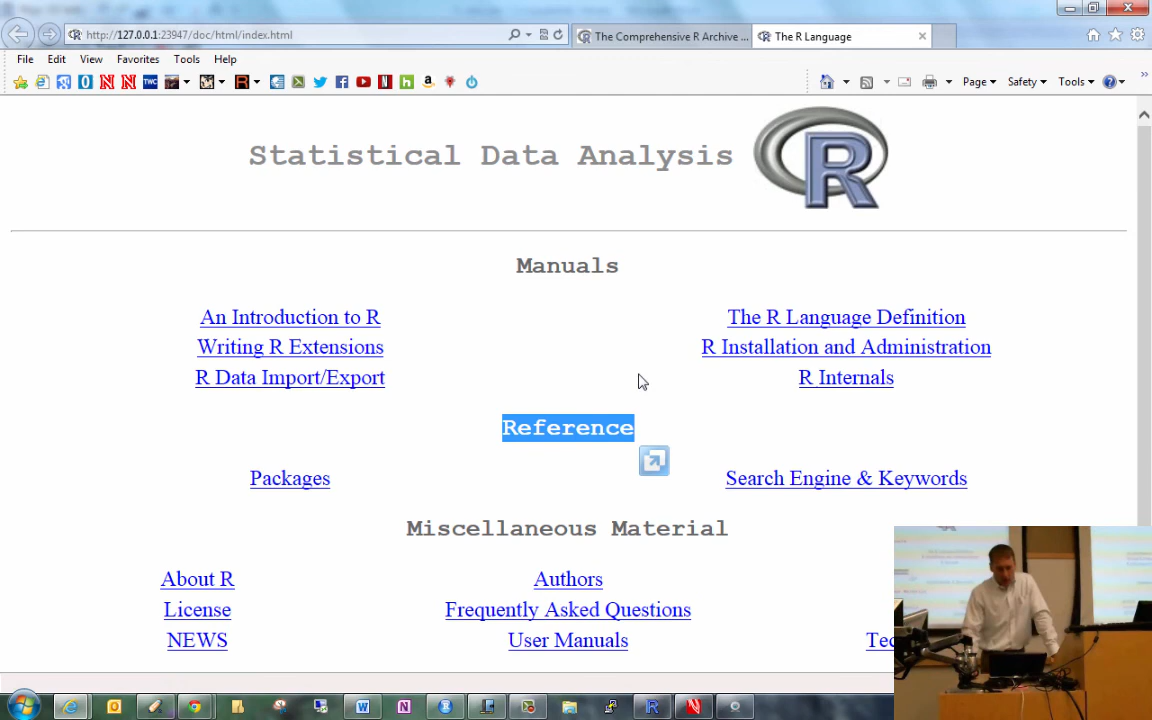 http://127.0.0.1:23947/doc/html/index.html
The Comprehensive R Archive ...
The R Language
File Edit View Favorites Tools Help
Page Safety Tools
Statistical Data Analysis
R
Manuals
An Introduction to R
The R Language Definition
Writing R Extensions
R Installation and Administration
R Data Import/Export
R Internals
Reference
Packages
Search Engine & Keywords
Miscellaneous Material
About R
Authors
License
Frequently Asked Questions
NEWS
User Manuals